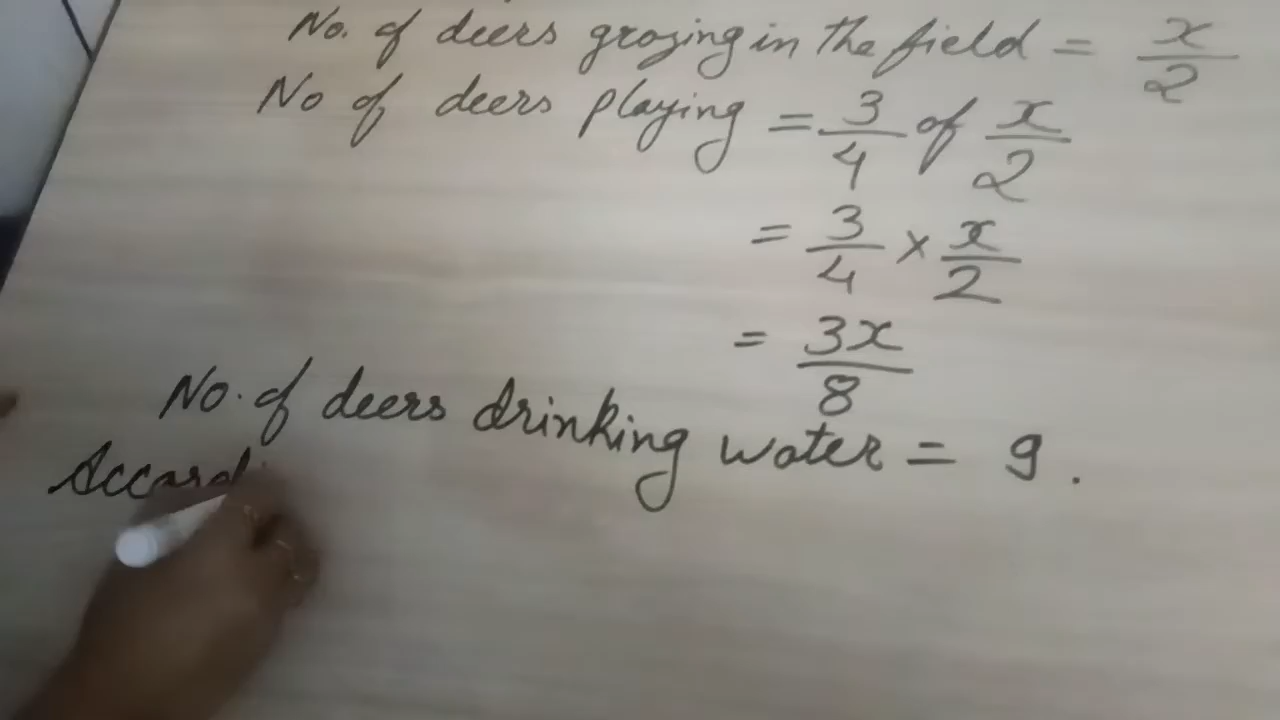 No. of deers grazing in the field = x/2
No of deers playing = 3/4 of x/2
= 3/4 × x/2
= 3x/8
No. of deers drinking water = 9.
Accord